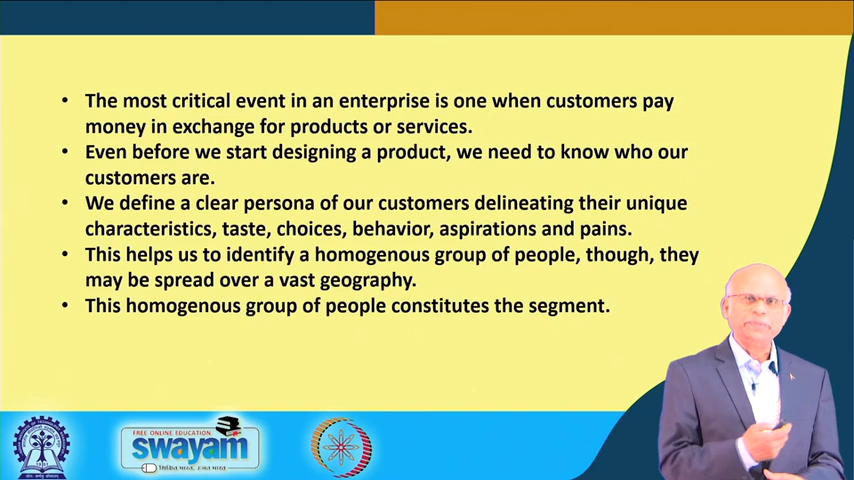 • The most critical event in an enterprise is one when customers pay
money in exchange for products or services.
• Even before we start designing a product, we need to know who our
customers are.
• We define a clear persona of our customers delineating their unique
characteristics, taste, choices, behavior, aspirations and pains.
• This helps us to identify a homogenous group of people, though, they
may be spread over a vast geography.
• This homogenous group of people constitutes the segment.
FREE ONLINE EDUCATION
swayam
शिक्षित भारत, उन्नत भारत